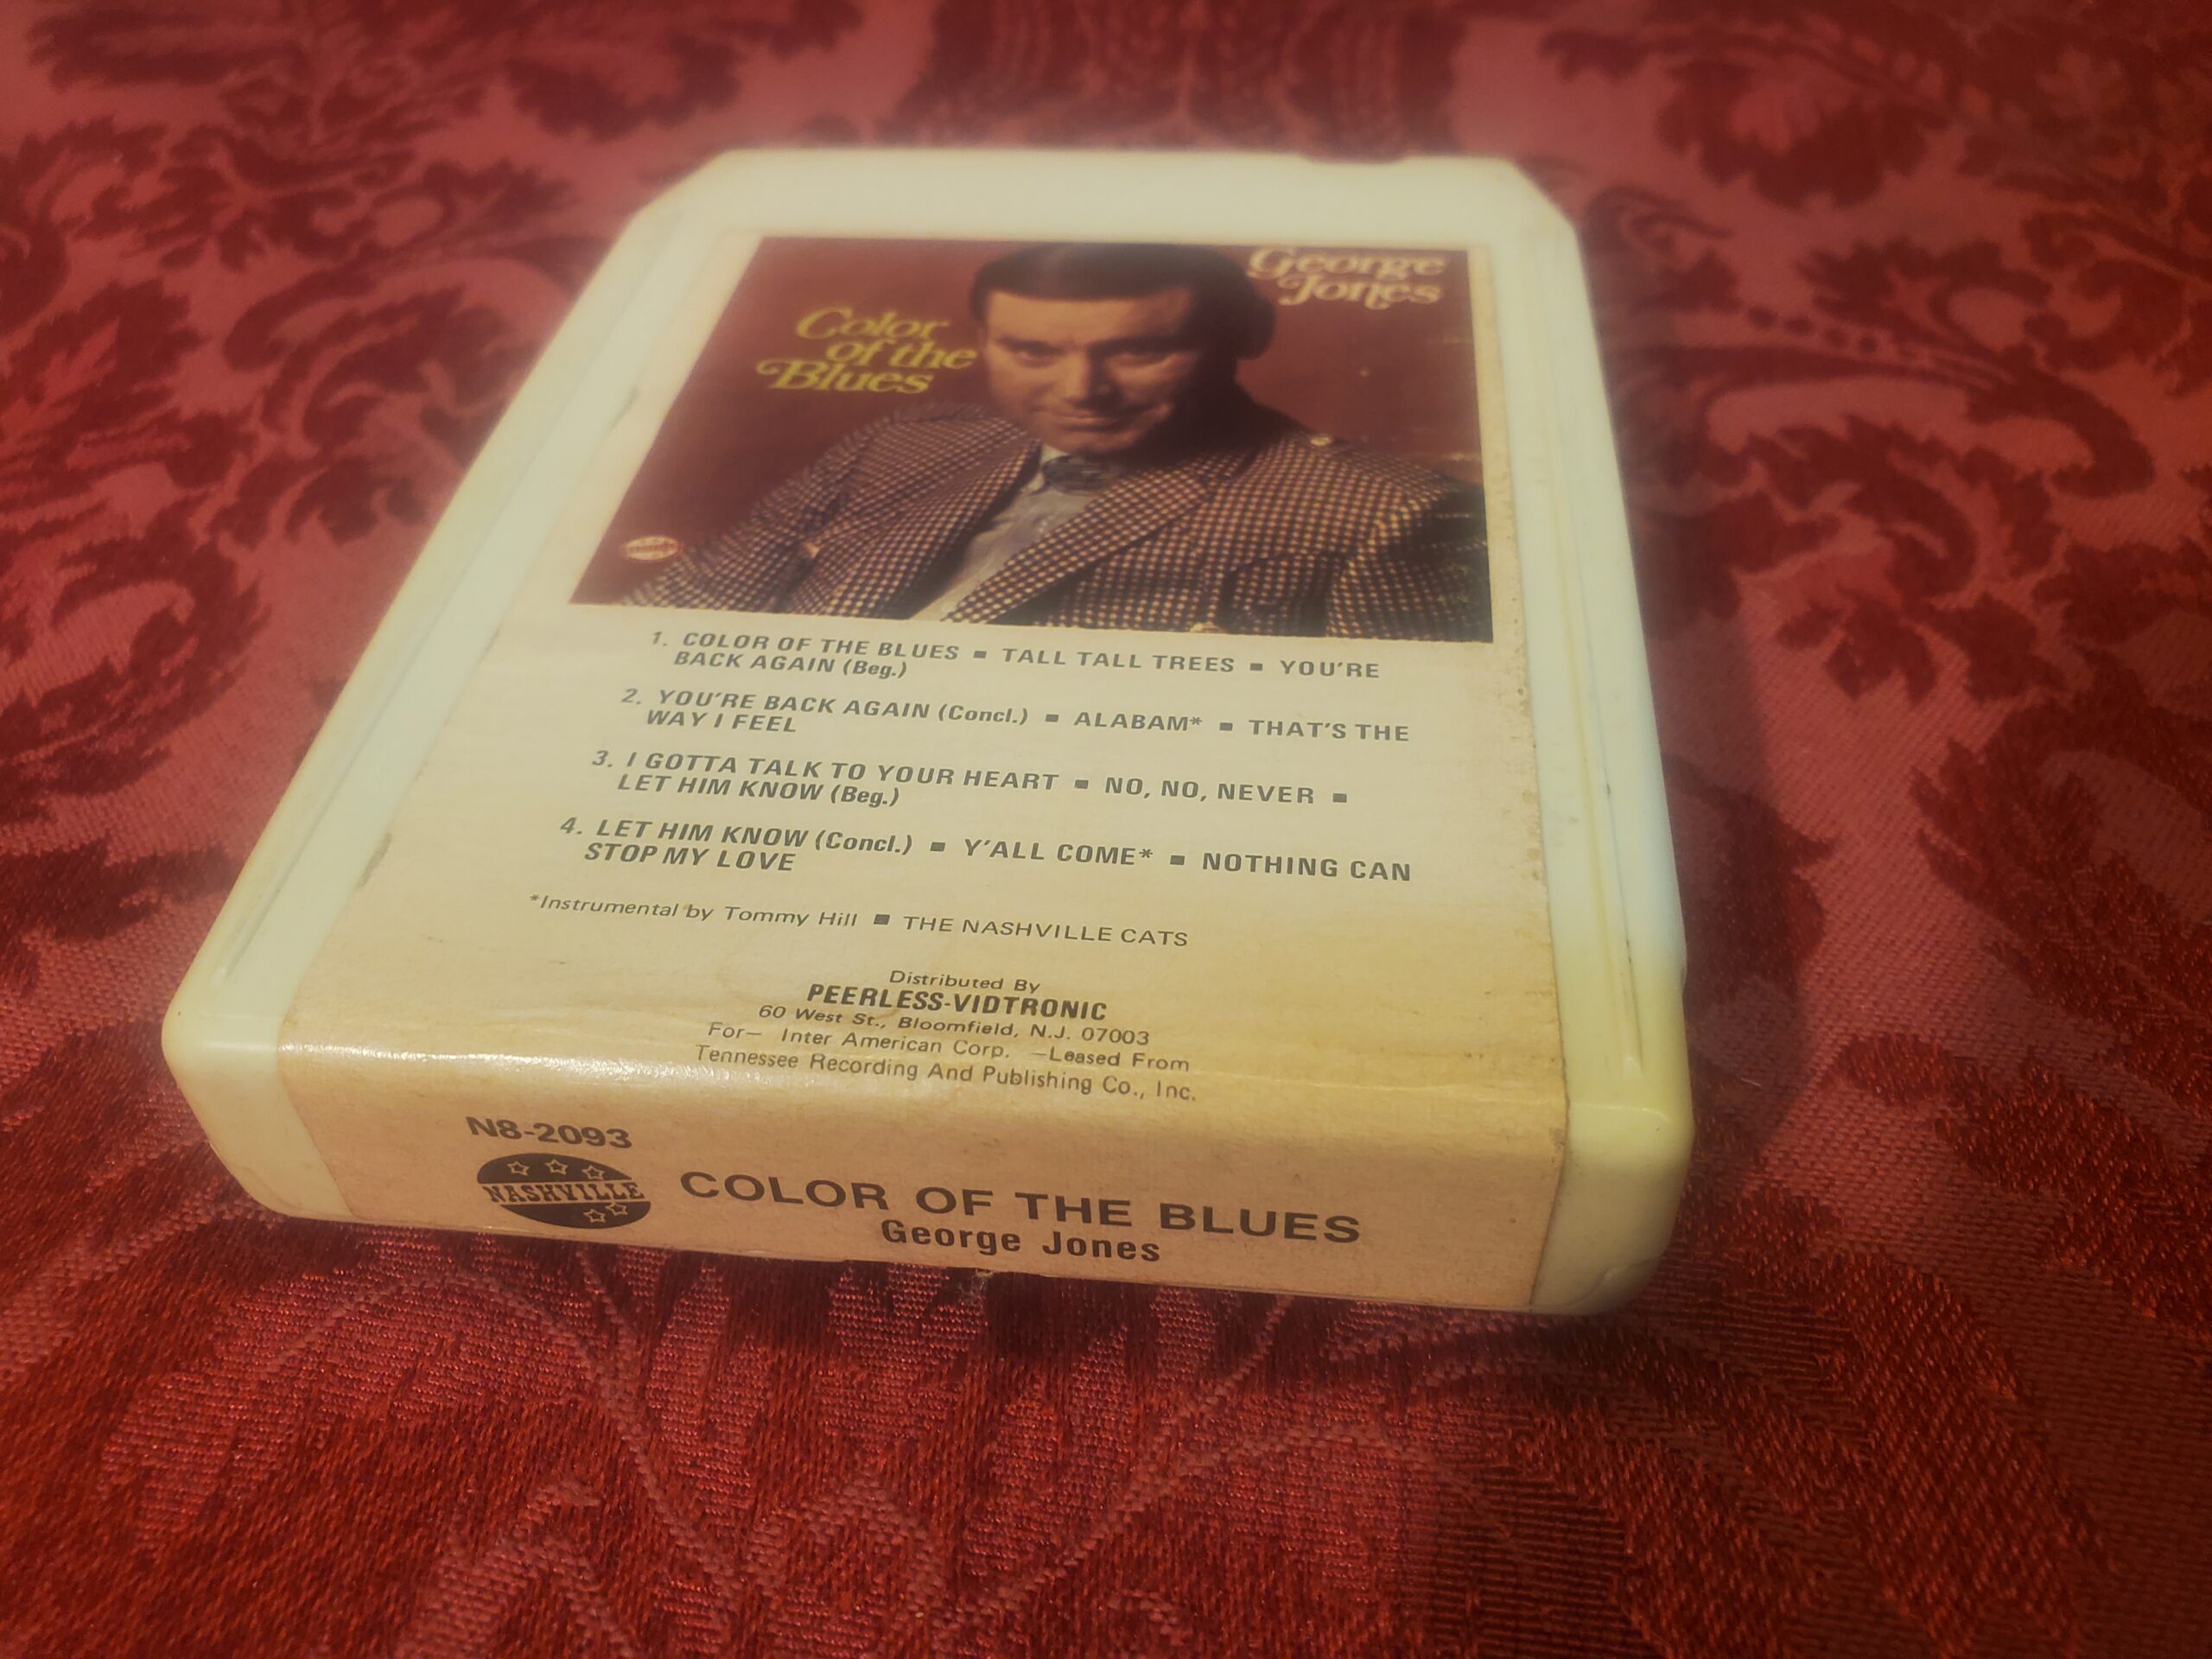 George
Jones
Color
of the
Blues
1. COLOR OF THE BLUES ■ TALL TALL TREES ■ YOU'RE
BACK AGAIN (Beg.)
2. YOU'RE BACK AGAIN (Concl.) ■ ALABAM* ■ THAT'S THE
WAY I FEEL
3. I GOTTA TALK TO YOUR HEART ■ NO, NO, NEVER ■
LET HIM KNOW (Beg.)
4. LET HIM KNOW (Concl.) ■ Y'ALL COME* ■ NOTHING CAN
STOP MY LOVE
*Instrumental by Tommy Hill ■ THE NASHVILLE CATS
Distributed By
PEERLESS-VIDTRONIC
60 West St., Bloomfield, N.J. 07003
For— Inter American Corp. —Leased From
Tennessee Recording And Publishing Co., Inc.
N8-2093
NASHVILLE
COLOR OF THE BLUES
George Jones